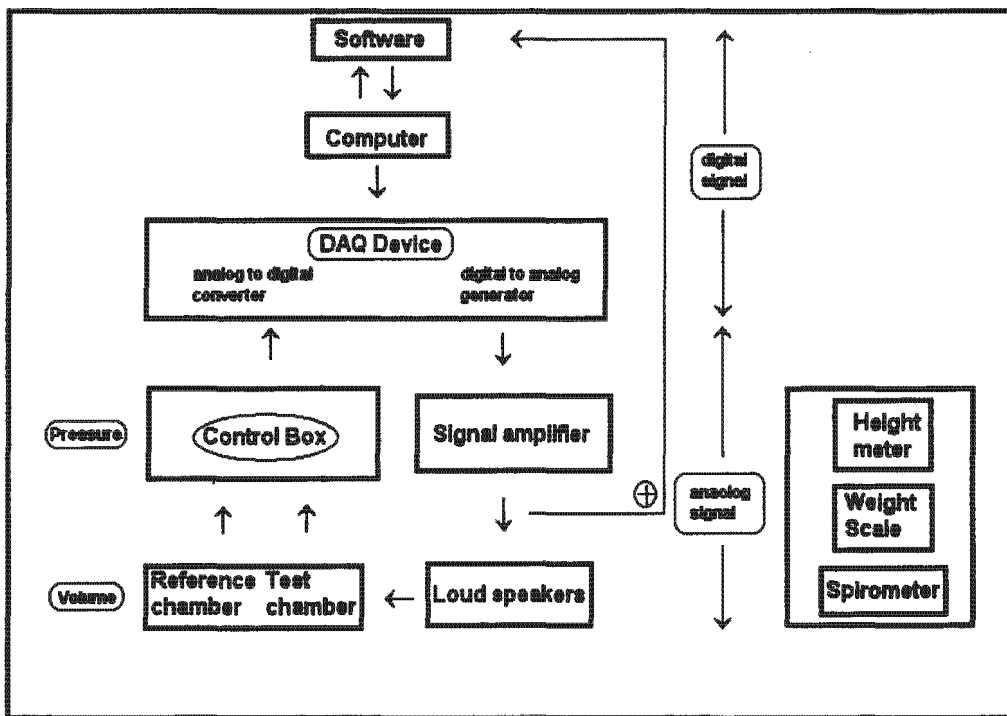 Software
Computer
DAQ Device
analog to digital
converter
digital to analog
generator
digital
signal
Pressure
Control Box
Signal amplifier
anaolog
signal
Height
meter
Weight
Scale
Spirometer
Volume
Reference
chamber
Test
chamber
Loud speakers